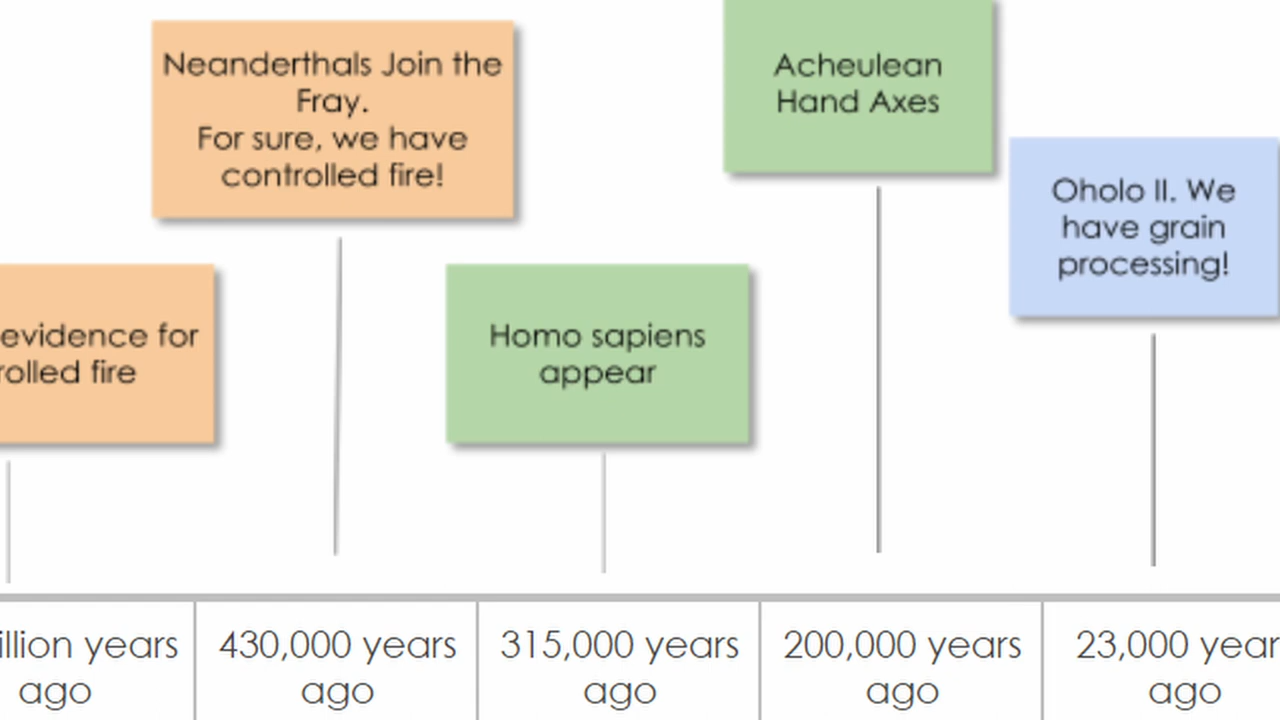 Neanderthals Join the
Fray.
For sure, we have
controlled fire!
Acheulean
Hand Axes
Oholo II. We
have grain
processing!
evidence for
rolled fire
Homo sapiens
appear
illion years
ago
430,000 years
ago
315,000 years
ago
200,000 years
ago
23,000 year
ago